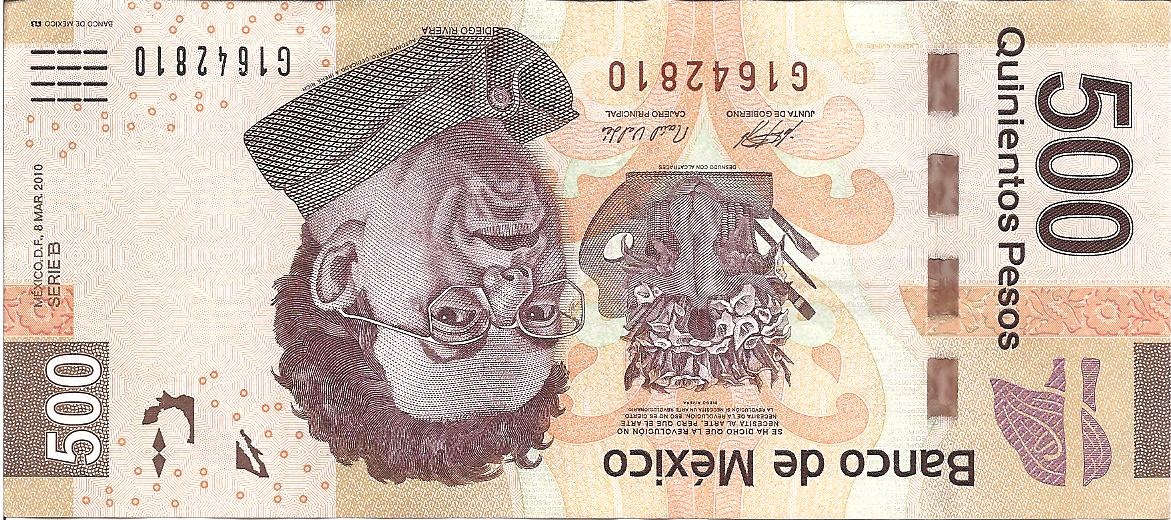 Banco de México
SE HA DICHO QUE LA REVOLUCIÓN NO
NECESITA AL ARTE, PERO QUE EL ARTE
NECESITA DE LA REVOLUCIÓN. ESO NO ES CIERTO.
LA REVOLUCIÓN SÍ NECESITA UN ARTE REVOLUCIONARIO.
DIEGO RIVERA
DESNUDO CON ALCATRACES
JUNTA DE GOBIERNO
CAJERO PRINCIPAL
G1642810
500
Quinientos Pesos
DIEGO RIVERA
500
MÉXICO, D.F., 8 MAR. 2010
SERIE B
G1642810
BANCO DE MÉXICO